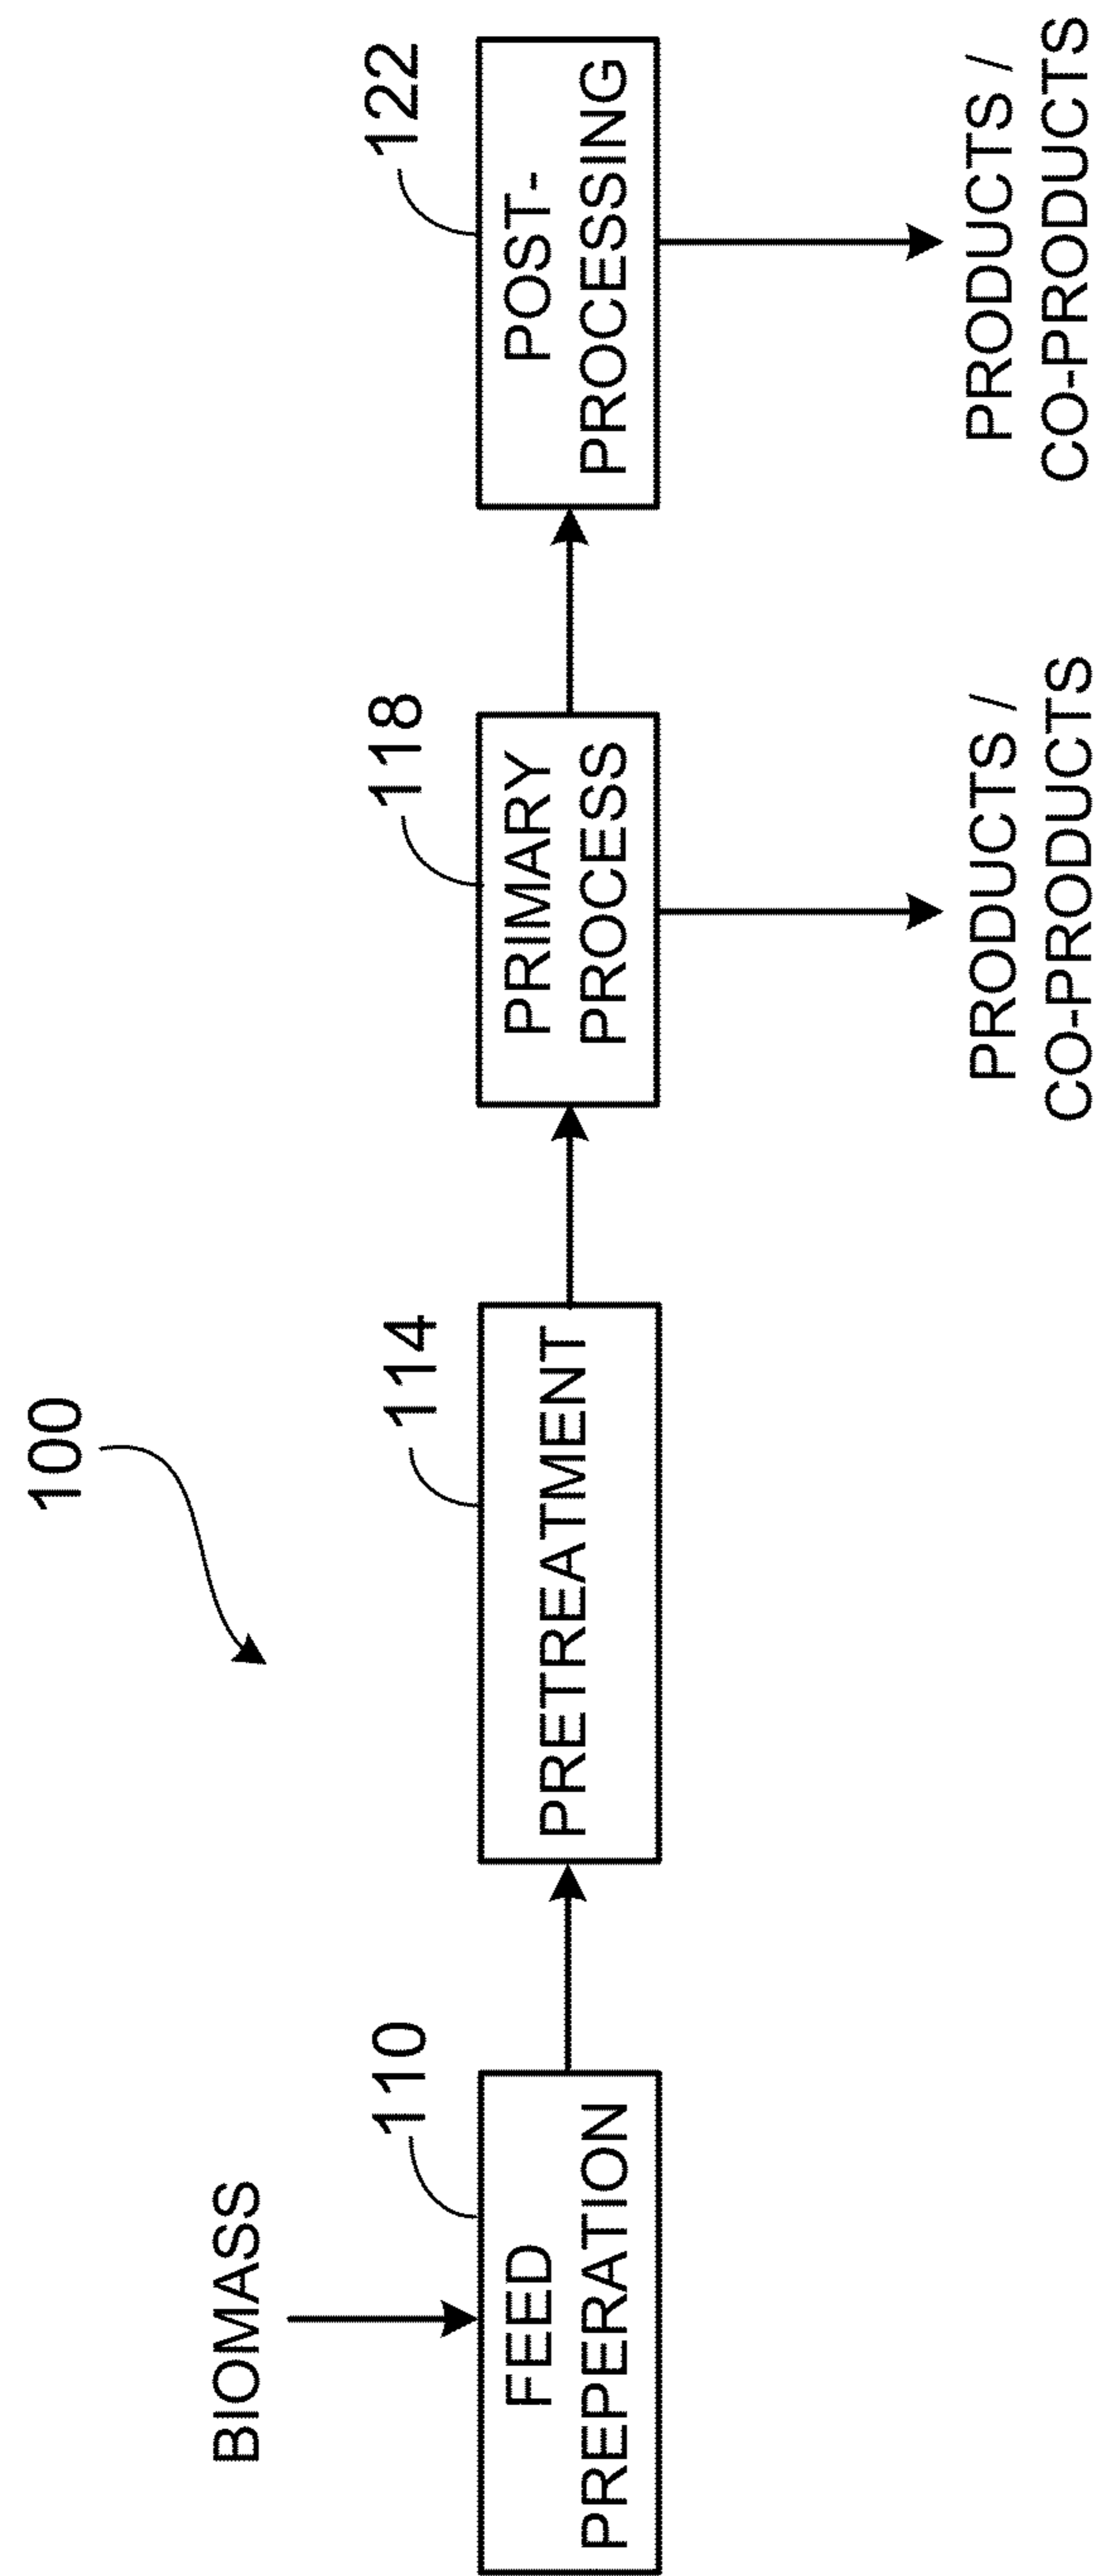 100
BIOMASS
110
FEED
PREPERATION
114
PRETREATMENT
118
PRIMARY
PROCESS
122
POST-
PROCESSING
PRODUCTS /
CO-PRODUCTS
PRODUCTS /
CO-PRODUCTS